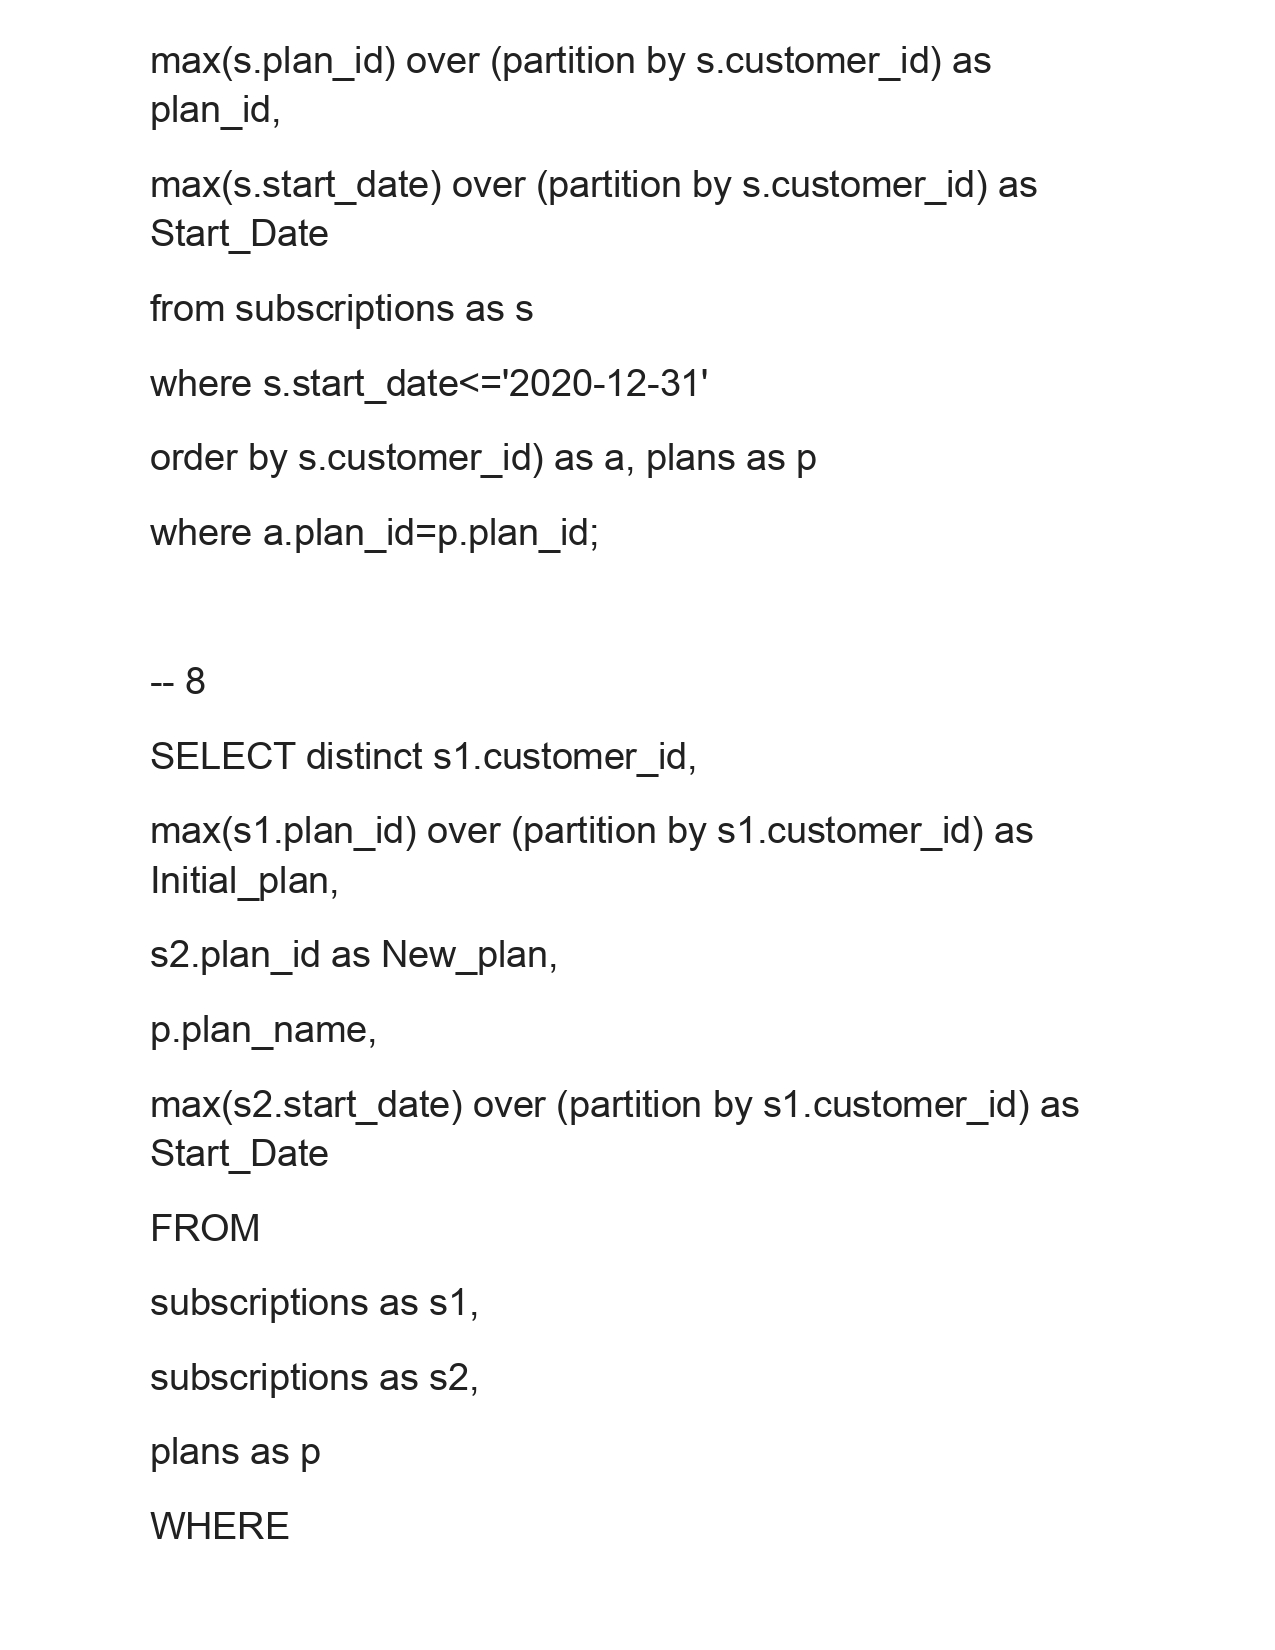 max(s.plan_id) over (partition by s.customer_id) as
plan_id,
max(s.start_date) over (partition by s.customer_id) as
Start_Date
from subscriptions as s
where s.start_date<='2020-12-31'
order by s.customer_id) as a, plans as p
where a.plan_id=p.plan_id;
-- 8
SELECT distinct s1.customer_id,
max(s1.plan_id) over (partition by s1.customer_id) as
Initial_plan,
s2.plan_id as New_plan,
p.plan_name,
max(s2.start_date) over (partition by s1.customer_id) as
Start_Date
FROM
subscriptions as s1,
subscriptions as s2,
plans as p
WHERE